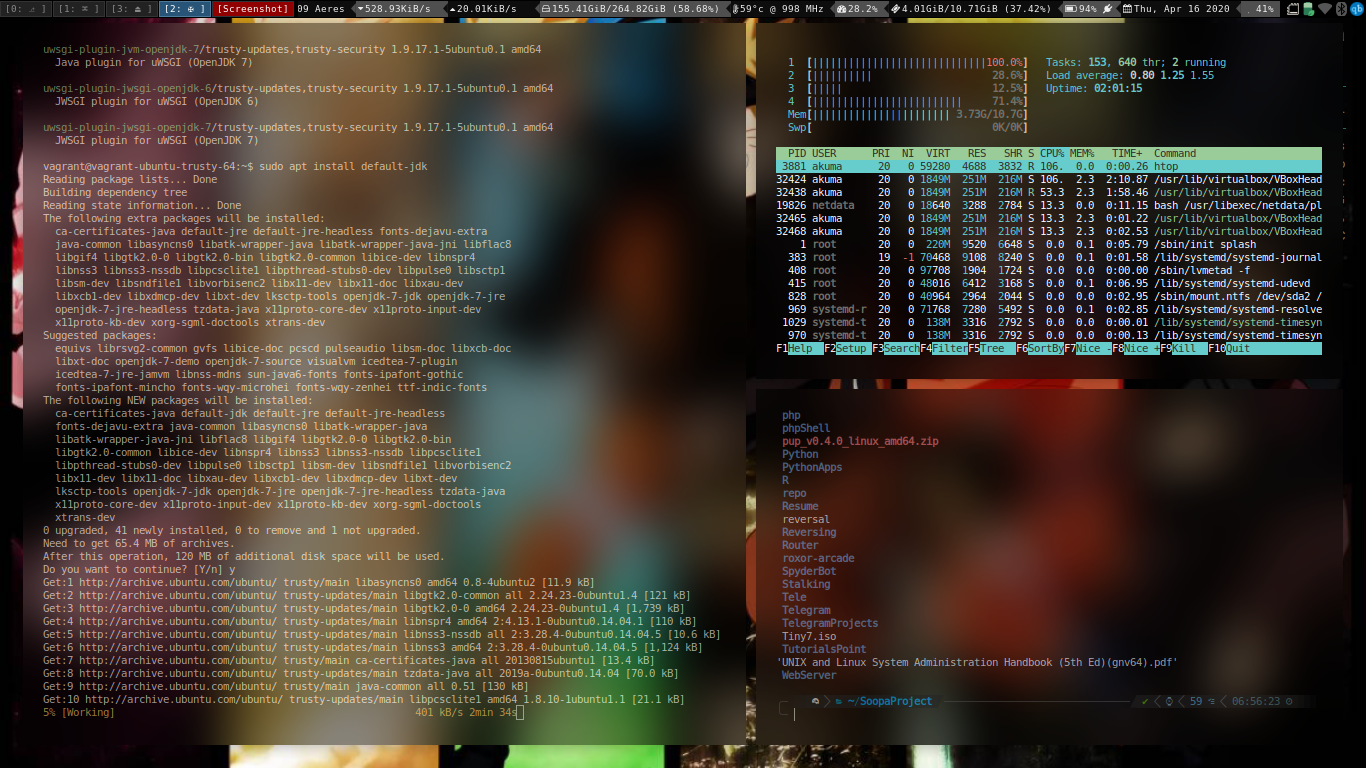 [0: ♫ ] [1: ⌘ ] [3: ⏏ ] [2: ✠ ] [Screenshot] 09 Aeres 528.93KiB/s 20.01KiB/s 155.41GiB/264.82GiB (58.68%) 59°c @ 998 MHz 28.2% 4.01GiB/10.71GiB (37.42%) 94% Thu, Apr 16 2020 41% qb
uwsgi-plugin-jvm-openjdk-7/trusty-updates,trusty-security 1.9.17.1-5ubuntu0.1 amd64
Java plugin for uWSGI (OpenJDK 7)
uwsgi-plugin-jwsgi-openjdk-6/trusty-updates,trusty-security 1.9.17.1-5ubuntu0.1 amd64
JWSGI plugin for uWSGI (OpenJDK 6)
uwsgi-plugin-jwsgi-openjdk-7/trusty-updates,trusty-security 1.9.17.1-5ubuntu0.1 amd64
JWSGI plugin for uWSGI (OpenJDK 7)
vagrant@vagrant-ubuntu-trusty-64:~$ sudo apt install default-jdk
Reading package lists... Done
Building dependency tree
Reading state information... Done
The following extra packages will be installed:
ca-certificates-java default-jre default-jre-headless fonts-dejavu-extra
java-common libasyncns0 libatk-wrapper-java libatk-wrapper-java-jni libflac8
libgif4 libgtk2.0-0 libgtk2.0-bin libgtk2.0-common libice-dev libnspr4
libnss3 libnss3-nssdb libpcsclite1 libpthread-stubs0-dev libpulse0 libsctp1
libsm-dev libsndfile1 libvorbisenc2 libx11-dev libx11-doc libxau-dev
libxcb1-dev libxdmcp-dev libxt-dev lksctp-tools openjdk-7-jdk openjdk-7-jre
openjdk-7-jre-headless tzdata-java x11proto-core-dev x11proto-input-dev
x11proto-kb-dev xorg-sgml-doctools xtrans-dev
Suggested packages:
equivs librsvg2-common gvfs libice-doc pcscd pulseaudio libsm-doc libxcb-doc
libxt-doc openjdk-7-demo openjdk-7-source visualvm icedtea-7-plugin
icedtea-7-jre-jamvm libnss-mdns sun-java6-fonts fonts-ipafont-gothic
fonts-ipafont-mincho fonts-wqy-microhei fonts-wqy-zenhei ttf-indic-fonts
The following NEW packages will be installed:
ca-certificates-java default-jdk default-jre default-jre-headless
fonts-dejavu-extra java-common libasyncns0 libatk-wrapper-java
libatk-wrapper-java-jni libflac8 libgif4 libgtk2.0-0 libgtk2.0-bin
libgtk2.0-common libice-dev libnspr4 libnss3 libnss3-nssdb libpcsclite1
libpthread-stubs0-dev libpulse0 libsctp1 libsm-dev libsndfile1 libvorbisenc2
libx11-dev libx11-doc libxau-dev libxcb1-dev libxdmcp-dev libxt-dev
lksctp-tools openjdk-7-jdk openjdk-7-jre openjdk-7-jre-headless tzdata-java
x11proto-core-dev x11proto-input-dev x11proto-kb-dev xorg-sgml-doctools
xtrans-dev
0 upgraded, 41 newly installed, 0 to remove and 1 not upgraded.
Need to get 65.4 MB of archives.
After this operation, 120 MB of additional disk space will be used.
Do you want to continue? [Y/n] y
Get:1 http://archive.ubuntu.com/ubuntu/ trusty/main libasyncns0 amd64 0.8-4ubuntu2 [11.9 kB]
Get:2 http://archive.ubuntu.com/ubuntu/ trusty-updates/main libgtk2.0-common all 2.24.23-0ubuntu1.4 [121 kB]
Get:3 http://archive.ubuntu.com/ubuntu/ trusty-updates/main libgtk2.0-0 amd64 2.24.23-0ubuntu1.4 [1,739 kB]
Get:4 http://archive.ubuntu.com/ubuntu/ trusty-updates/main libnspr4 amd64 2:4.13.1-0ubuntu0.14.04.1 [110 kB]
Get:5 http://archive.ubuntu.com/ubuntu/ trusty-updates/main libnss3-nssdb all 2:3.28.4-0ubuntu0.14.04.5 [10.6 kB]
Get:6 http://archive.ubuntu.com/ubuntu/ trusty-updates/main libnss3 amd64 2:3.28.4-0ubuntu0.14.04.5 [1,124 kB]
Get:7 http://archive.ubuntu.com/ubuntu/ trusty/main ca-certificates-java all 20130815ubuntu1 [13.4 kB]
Get:8 http://archive.ubuntu.com/ubuntu/ trusty-updates/main tzdata-java all 2019a-0ubuntu0.14.04 [70.0 kB]
Get:9 http://archive.ubuntu.com/ubuntu/ trusty/main java-common all 0.51 [130 kB]
Get:10 http://archive.ubuntu.com/ubuntu/ trusty-updates/main libpcsclite1 amd64 1.8.10-1ubuntu1.1 [21.1 kB]
5% [Working] 401 kB/s 2min 34s
1 [||||||||||||||||||||||||||||||100.0%] Tasks: 153, 640 thr; 2 running
2 [|||||||||| 28.6%] Load average: 0.80 1.25 1.55
3 [||||| 12.5%] Uptime: 02:01:15
4 [||||||||||||||||||||||||| 71.4%]
Mem[||||||||||||||||||||||| 3.73G/10.7G]
Swp[ 0K/0K]
PID USER PRI NI VIRT RES SHR S CPU% MEM% TIME+ Command
3881 akuma 20 0 59280 4688 3832 R 106. 0.0 0:00.26 htop
32424 akuma 20 0 1849M 251M 216M S 106. 2.3 2:10.87 /usr/lib/virtualbox/VBoxHead
32438 akuma 20 0 1849M 251M 216M R 53.3 2.3 1:58.46 /usr/lib/virtualbox/VBoxHead
19826 netdata 20 0 18640 3288 2784 S 13.3 0.0 0:11.15 bash /usr/libexec/netdata/pl
32465 akuma 20 0 1849M 251M 216M S 13.3 2.3 0:01.22 /usr/lib/virtualbox/VBoxHead
32468 akuma 20 0 1849M 251M 216M S 13.3 2.3 0:02.53 /usr/lib/virtualbox/VBoxHead
1 root 20 0 220M 9520 6648 S 0.0 0.1 0:05.79 /sbin/init splash
383 root 19 -1 70468 9108 8240 S 0.0 0.1 0:01.58 /lib/systemd/systemd-journal
408 root 20 0 97708 1904 1724 S 0.0 0.0 0:00.00 /sbin/lvmetad -f
415 root 20 0 48016 6412 3168 S 0.0 0.1 0:06.95 /lib/systemd/systemd-udevd
828 root 20 0 40964 2964 2044 S 0.0 0.0 0:02.95 /sbin/mount.ntfs /dev/sda2 /
969 systemd-r 20 0 71768 7280 5492 S 0.0 0.1 0:02.85 /lib/systemd/systemd-resolve
1029 systemd-t 20 0 138M 3316 2792 S 0.0 0.0 0:00.01 /lib/systemd/systemd-timesyn
970 systemd-t 20 0 138M 3316 2792 S 0.0 0.0 0:00.13 /lib/systemd/systemd-timesyn
F1Help F2Setup F3SearchF4FilterF5Tree F6SortByF7Nice -F8Nice +F9Kill F10Quit
php
phpShell
pup_v0.4.0_linux_amd64.zip
Python
PythonApps
R
repo
Resume
reversal
Reversing
Router
roxor-arcade
SpyderBot
Stalking
Tele
Telegram
TelegramProjects
Tiny7.iso
TutorialsPoint
'UNIX and Linux System Administration Handbook (5th Ed)(gnv64).pdf'
WebServer
~/SoopaProject ✔ 59 06:56:23